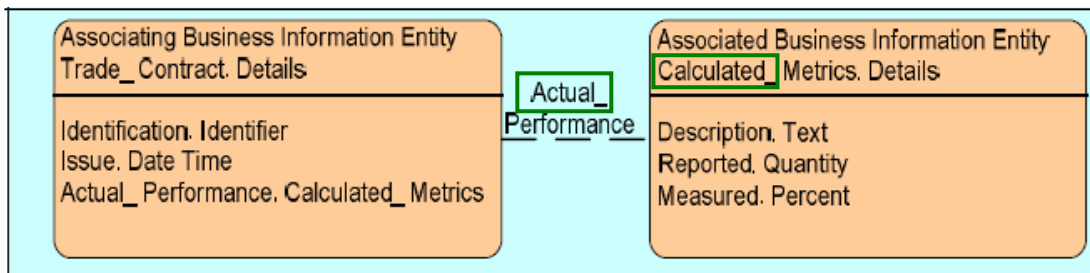 Associating Business Information Entity
Trade_ Contract. Details
Identification. Identifier
Issue. Date Time
Actual_ Performance. Calculated_ Metrics
Actual_
Performance
Associated Business Information Entity
Calculated_ Metrics. Details
Description. Text
Reported. Quantity
Measured. Percent